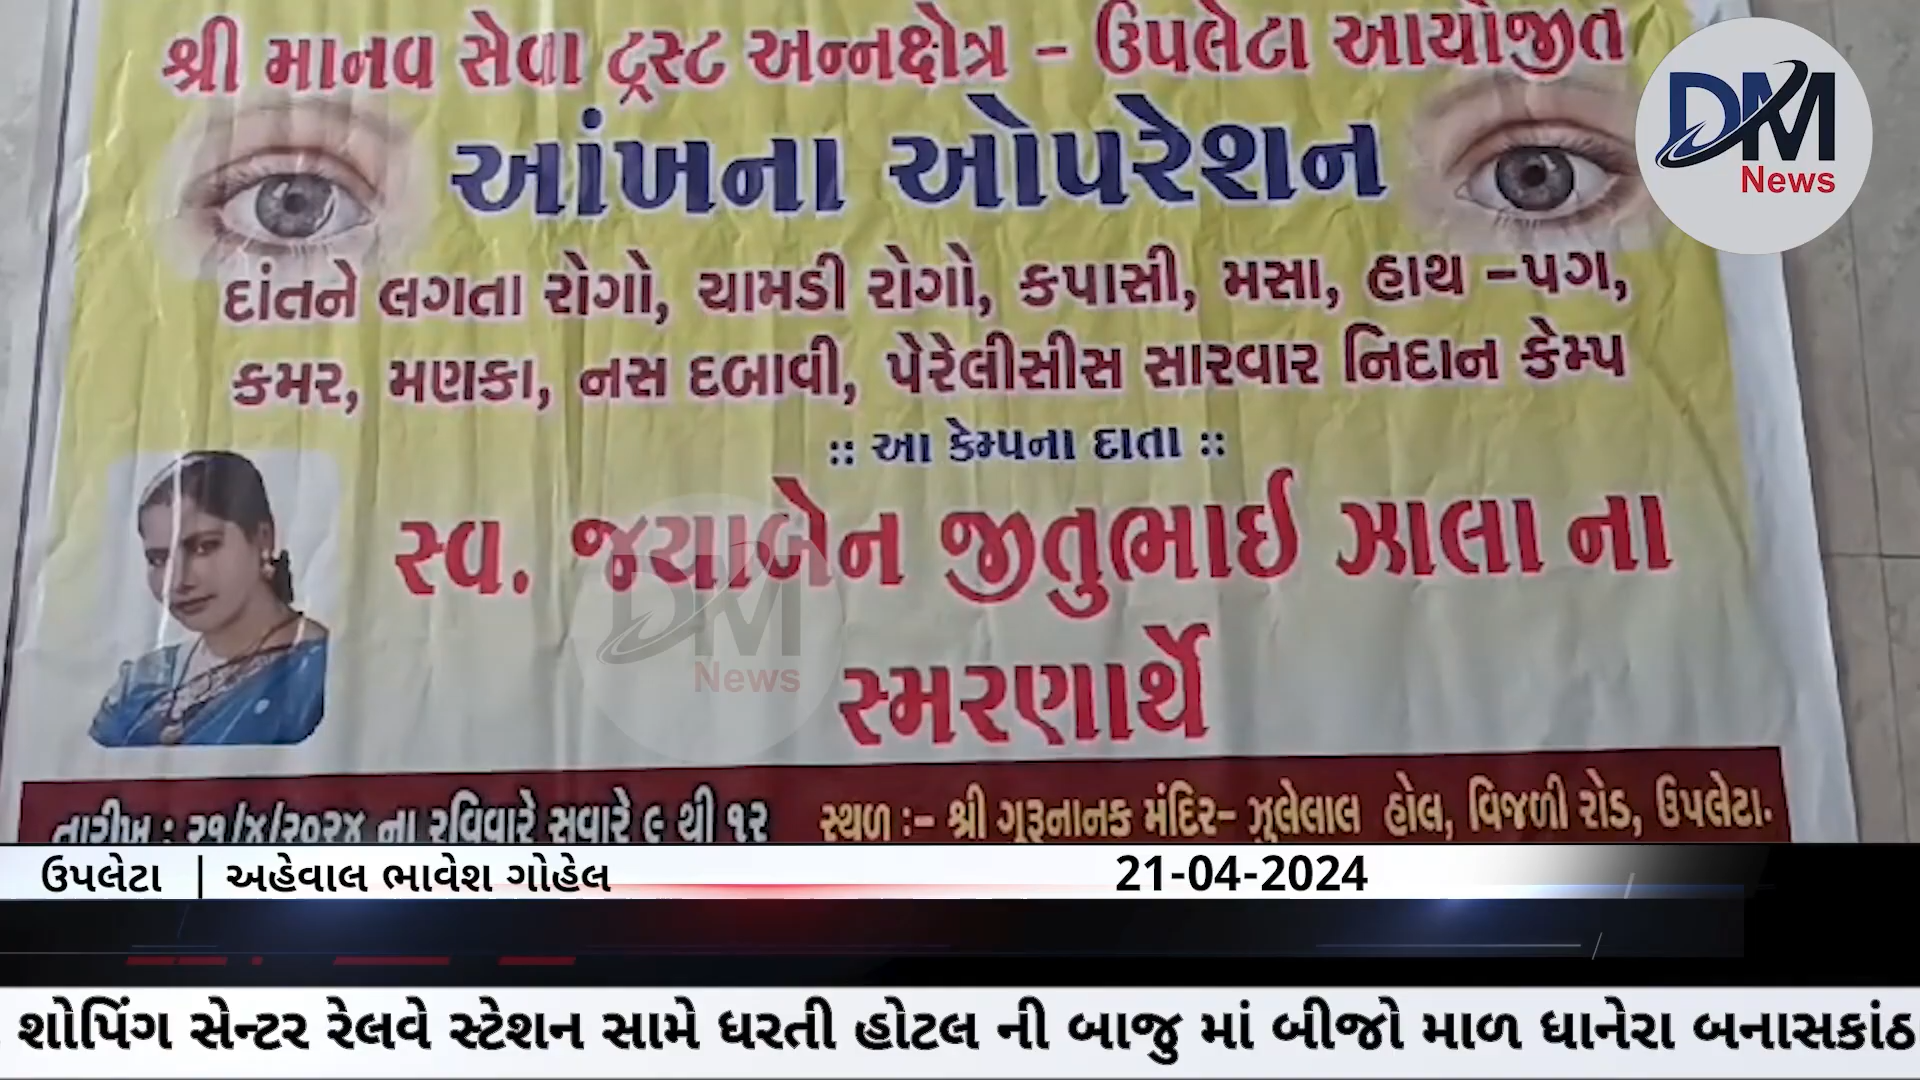 શ્રી માનવ સેવા ટ્રસ્ટ અન્નક્ષેત્ર - ઉપલેટા આયોજીત
DM
News
આંખના ઓપરેશન
દાંતને લગતા રોગો, ચામડી રોગો, કપાસી, મસા, હાથ -પગ,
કમર, મણકા, નસ દબાવી, પેરેલીસીસ સારવાર નિદાન કેમ્પ
:: આ કેમ્પના દાતા ::
સ્વ. જયાબેન જીતુભાઈ ઝાલા ના
DM
News
સ્મરણાર્થે
તારીખ : ૨૧/૪/૨૦૨૪ ના રવિવારે સવારે ૯ થી ૧૨ સ્થળ :- શ્રી ગુરૂનાનક મંદિર- ઝુલેલાલ હોલ, વિજળી રોડ, ઉપલેટા.
ઉપલેટા | અહેવાલ ભાવેશ ગોહેલ 21-04-2024
શોપિંગ સેન્ટર રેલવે સ્ટેશન સામે ધરતી હોટલ ની બાજુ માં બીજો માળ ધાનેરા બનાસકાંઠ